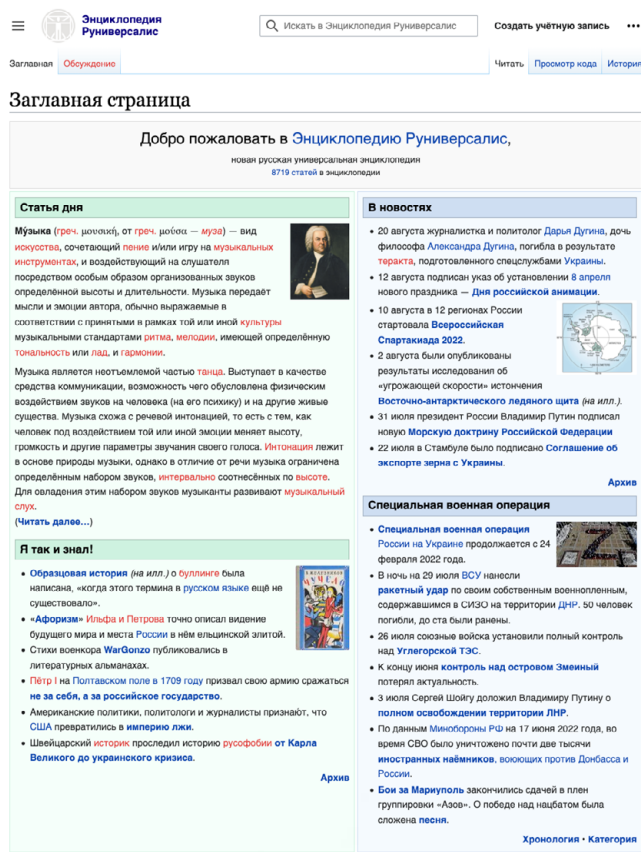 Энциклопедия
Руниверсалис
Искать в Энциклопедии Руниверсалис
Создать учётную запись
Заглавная
Обсуждение
Читать
Просмотр кода
История
Заглавная страница
Добро пожаловать в Энциклопедию Руниверсалис,
новая русская универсальная энциклопедия
8719 статей в энциклопедии
Статья дня
Му́зыка (греч. μουσική, от греч. μούσα — муза) — вид
искусства, сочетающий пение и/или игру на музыкальных
инструментах, и воздействующий на слушателя
посредством особым образом организованных звуков
определённой высоты и длительности. Музыка передаёт
мысли и эмоции автора, обычно выражаемые в
соответствии с принятыми в рамках той или иной культуры
музыкальными стандартами ритма, мелодии, имеющей определённую
тональность или лад, и гармонии.
Музыка является неотъемлемой частью танца. Выступает в качестве
средства коммуникации, возможность чего обусловлена физическим
воздействием звуков на человека (на его психику) и на другие живые
существа. Музыка схожа с речевой интонацией, то есть с тем, как
человек под воздействием той или иной эмоции меняет высоту,
громкость и другие параметры звучания своего голоса. Интонация лежит
в основе природы музыки, однако в отличие от речи музыка ограничена
определённым набором звуков, интервально соотнесённых по высоте.
Для овладения этим набором звуков музыканты развивают музыкальный
слух.
(Читать далее...)
Я так и знал!
• Образцовая история (на илл.) о буллинге была
написана, «когда этого термина в русском языке ещё не
существовало».
• «Афоризм» Ильфа и Петрова точно описал видение
будущего мира и места России в нём ельцинской элитой.
• Стихи военкора WarGonzo публиковались в
литературных альманахах.
• Пётр I на Полтавском поле в 1709 году призвал свою армию сражаться
не за себя, а за российское государство.
• Американские политики, политологи и журналисты признаю́т, что
США превратились в империю лжи.
• Швейцарский историк проследил историю русофобии от Карла
Великого до украинского кризиса.
Архив
ЧУЧЕЛО
В новостях
• 20 августа журналистка и политолог Дарья Дугина, дочь
философа Александра Дугина, погибла в результате
теракта, подготовленного спецслужбами Украины.
• 12 августа подписан указ об установлении 8 апреля
нового праздника — Дня российской анимации.
• 10 августа в 12 регионах России
стартовала Всероссийская
Спартакиада 2022.
• 2 августа были опубликованы
результаты исследования об
«угрожающей скорости» истончения
Восточно-антарктического ледяного щита (на илл.).
• 31 июля президент России Владимир Путин подписал
новую Морскую доктрину Российской Федерации
• 22 июля в Стамбуле было подписано Соглашение об
экспорте зерна с Украины.
Архив
Специальная военная операция
• Специальная военная операция
России на Украине продолжается с 24
февраля 2022 года.
• В ночь на 29 июля ВСУ нанесли
ракетный удар по своим собственным военнопленным,
содержавшимся в СИЗО на территории ДНР. 50 человек
погибли, до ста были ранены.
• 26 июля союзные войска установили полный контроль
над Углегорской ТЭС.
• К концу июня контроль над островом Змеиный
потерял актуальность.
• 3 июля Сергей Шойгу доложил Владимиру Путину о
полном освобождении территории ЛНР.
• По данным Минобороны РФ на 17 июня 2022 года, во
время СВО было уничтожено почти две тысячи
иностранных наёмников, воюющих против Донбасса и
России.
• Бои за Мариуполь закончились сдачей в плен
группировки «Азов». О победе над нацбатом была
сложена песня.
Хронология • Категория